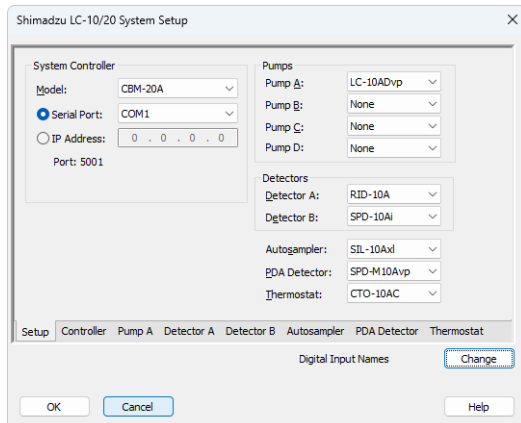 Shimadzu LC-10/20 System Setup
System Controller
Model: CBM-20A
Serial Port: COM1
IP Address: 0 . 0 . 0 . 0
Port: 5001
Pumps
Pump A: LC-10ADvp
Pump B: None
Pump C: None
Pump D: None
Detectors
Detector A: RID-10A
Detector B: SPD-10Ai
Autosampler: SIL-10Axl
PDA Detector: SPD-M10Avp
Thermostat: CTO-10AC
Setup Controller Pump A Detector A Detector B Autosampler PDA Detector Thermostat
Digital Input Names Change
OK Cancel Help